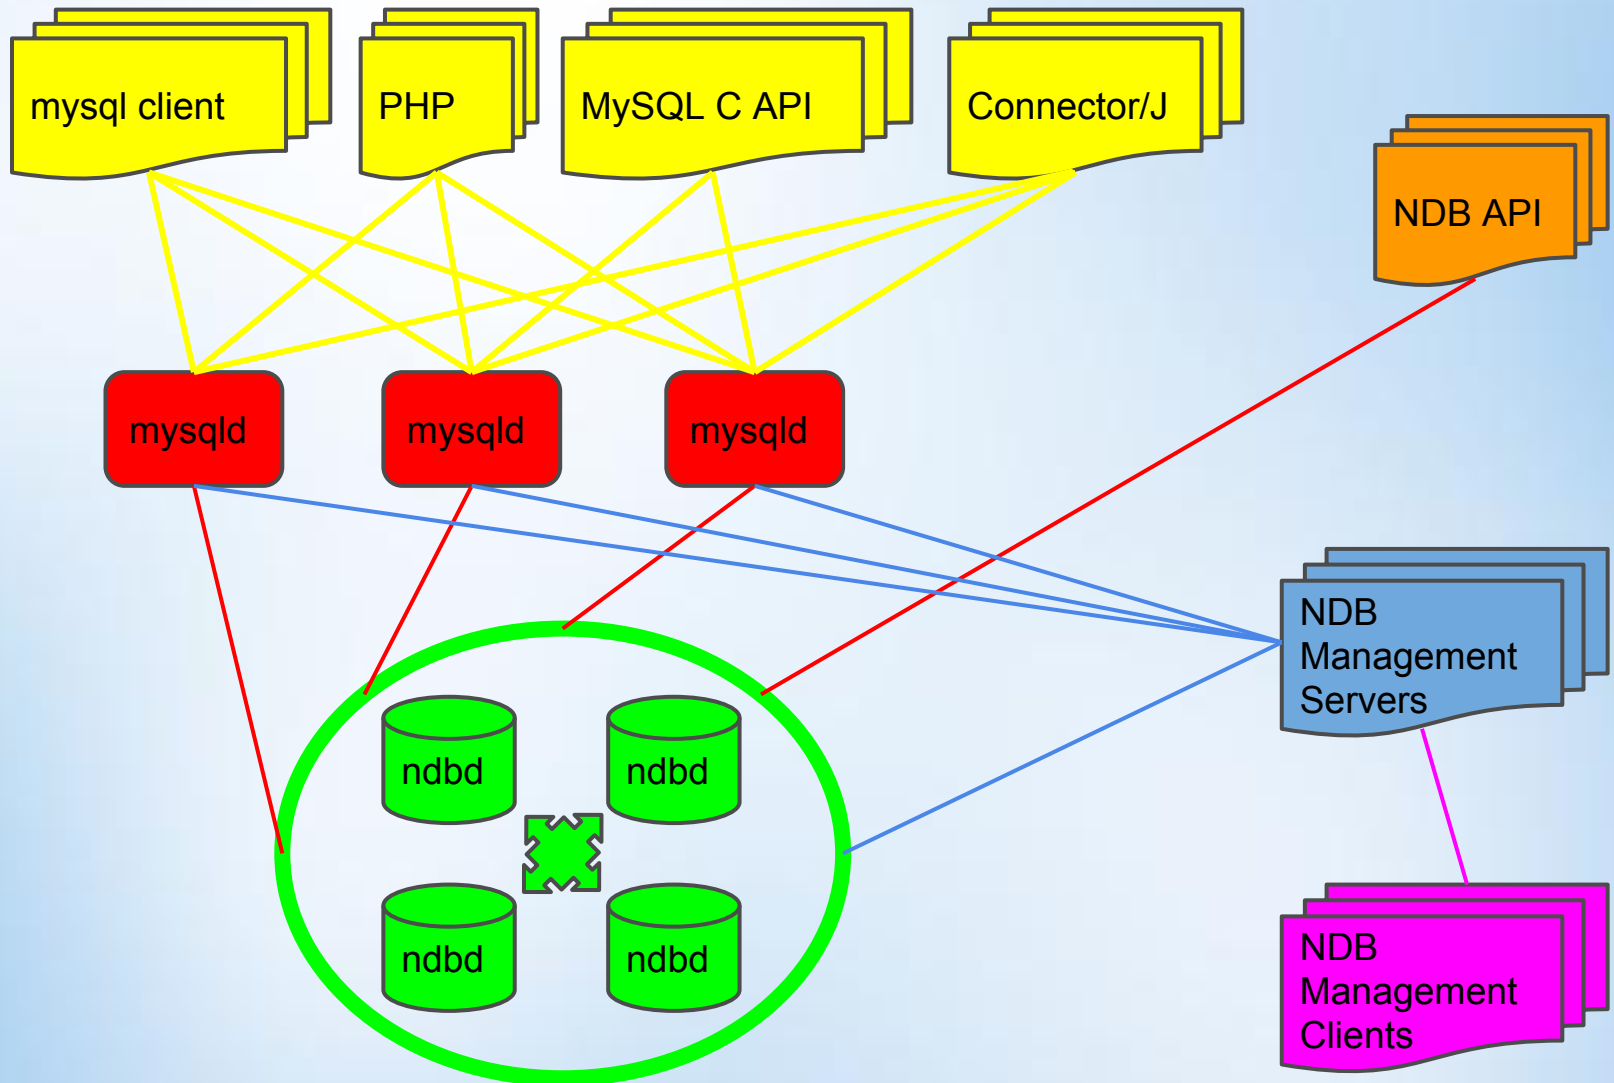 mysql client
PHP
MySQL C API
Connector/J
NDB API
mysqld
mysqld
mysqld
NDB
Management
Servers
ndbd
ndbd
ndbd
ndbd
NDB
Management
Clients